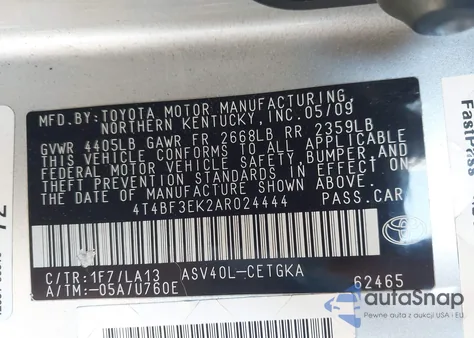 MFD.BY:TOYOTA MOTOR MANUFACTURING,
NORTHERN KENTUCKY,INC.05/09
GVWR 4405LB GAWR FR 2668LB RR 2359LB
THIS VEHICLE CONFORMS TO ALL APPLICABLE
FEDERAL MOTOR VEHICLE SAFETY,BUMPER,AND
THEFT PREVENTION STANDARDS IN EFFECT
ON THE DATE OF MANUFACTURE SHOWN ABOVE.
4T4BF3EK2AR024444 PASS.CAR
C/TR:1F7/LA13 ASV40L-CETGKA
A/TM:-05A/U760E 62465
FastPass
autoSnap
Pewne auta z aukcji USA i EU.